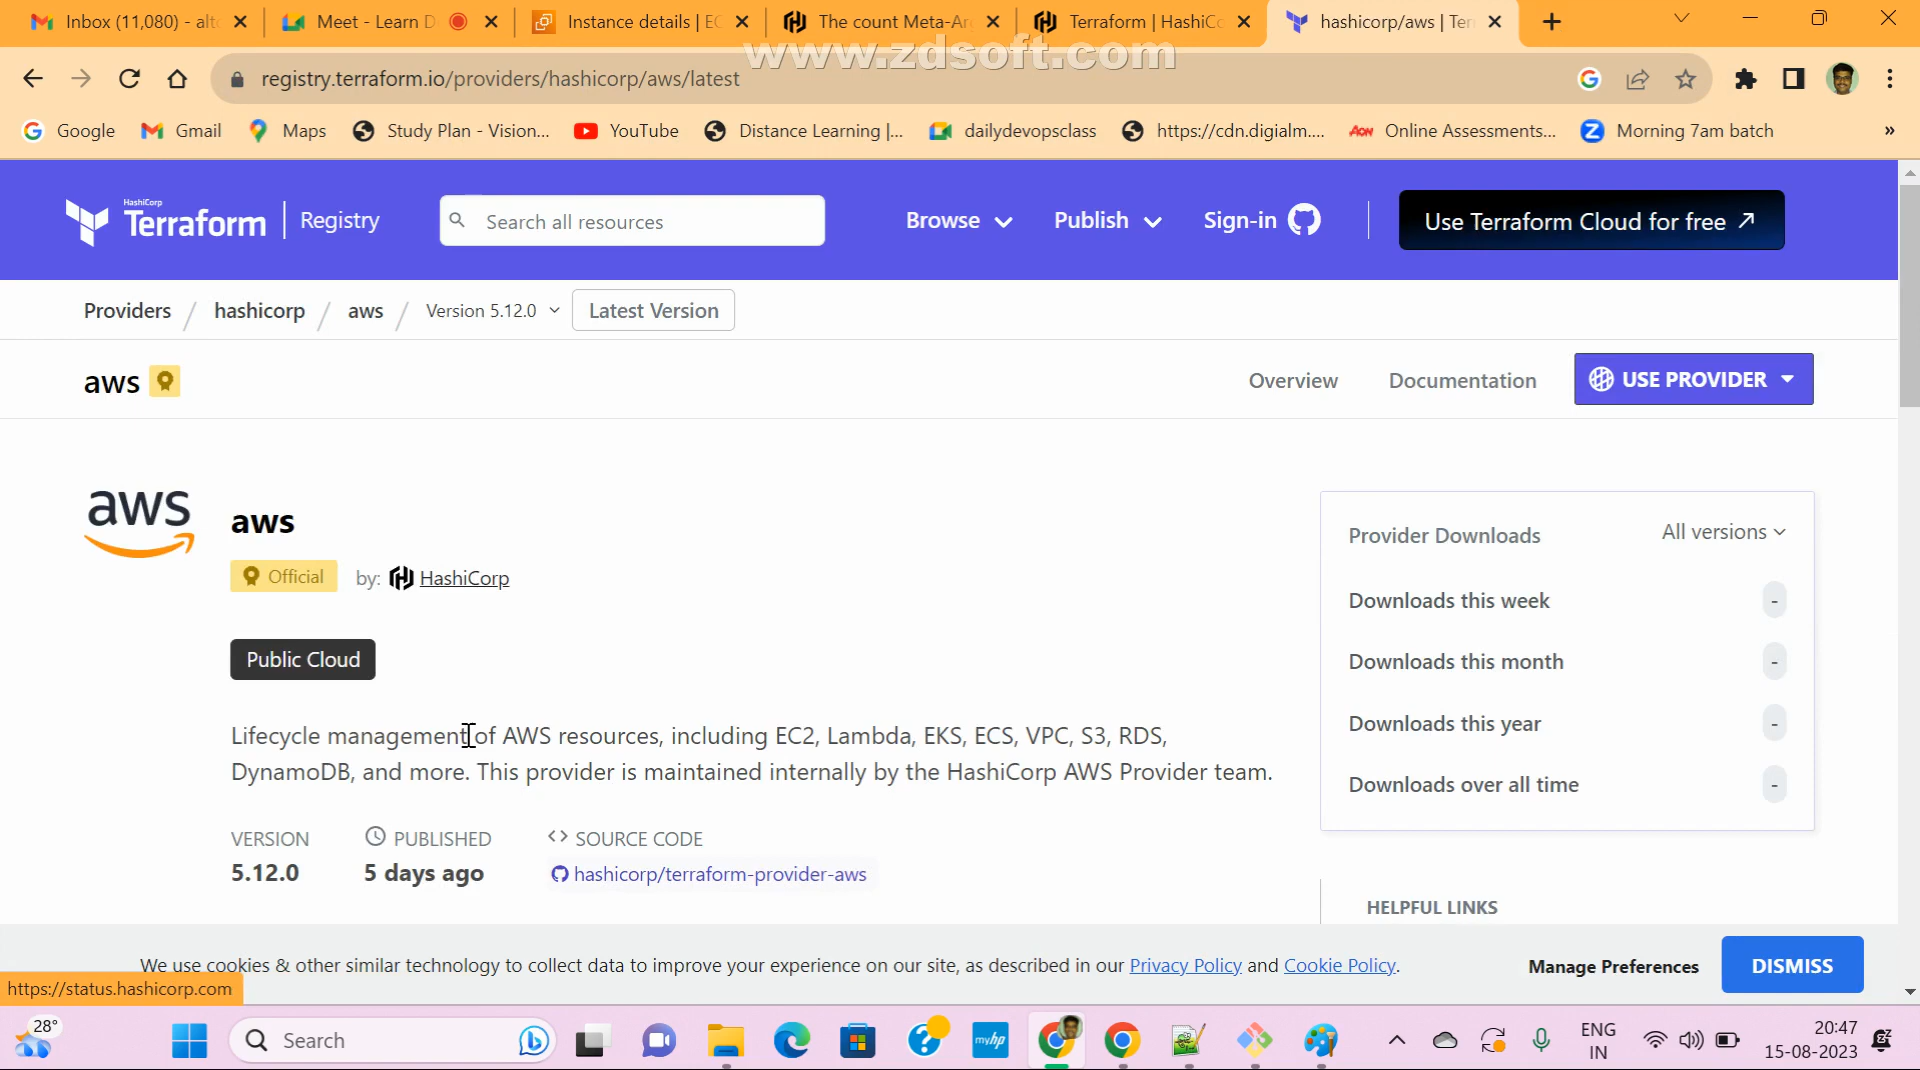 Inbox (11,080) - alto
Meet - Learn D
Instance details | EC
The count Meta-Arg
Terraform | HashiCo
hashicorp/aws | Ter
www.zdsoft.com
registry.terraform.io/providers/hashicorp/aws/latest
Google
Gmail
Maps
Study Plan - Vision...
YouTube
Distance Learning |...
dailydevopsclass
https://cdn.digialm....
AON
Online Assessments...
Morning 7am batch
»
HashiCorp
Terraform
Registry
Search all resources
Browse
Publish
Sign-in
Use Terraform Cloud for free
Providers / hashicorp / aws / Version 5.12.0
Latest Version
aws
Overview
Documentation
USE PROVIDER
aws
aws
Official
by: HashiCorp
Public Cloud
Lifecycle management of AWS resources, including EC2, Lambda, EKS, ECS, VPC, S3, RDS,
DynamoDB, and more. This provider is maintained internally by the HashiCorp AWS Provider team.
VERSION
5.12.0
PUBLISHED
5 days ago
<> SOURCE CODE
hashicorp/terraform-provider-aws
Provider Downloads
All versions
Downloads this week -
Downloads this month -
Downloads this year -
Downloads over all time -
HELPFUL LINKS
We use cookies & other similar technology to collect data to improve your experience on our site, as described in our Privacy Policy and Cookie Policy.
Manage Preferences
DISMISS
https://status.hashicorp.com
28°
Search
myhp
ENG
IN
20:47
15-08-2023